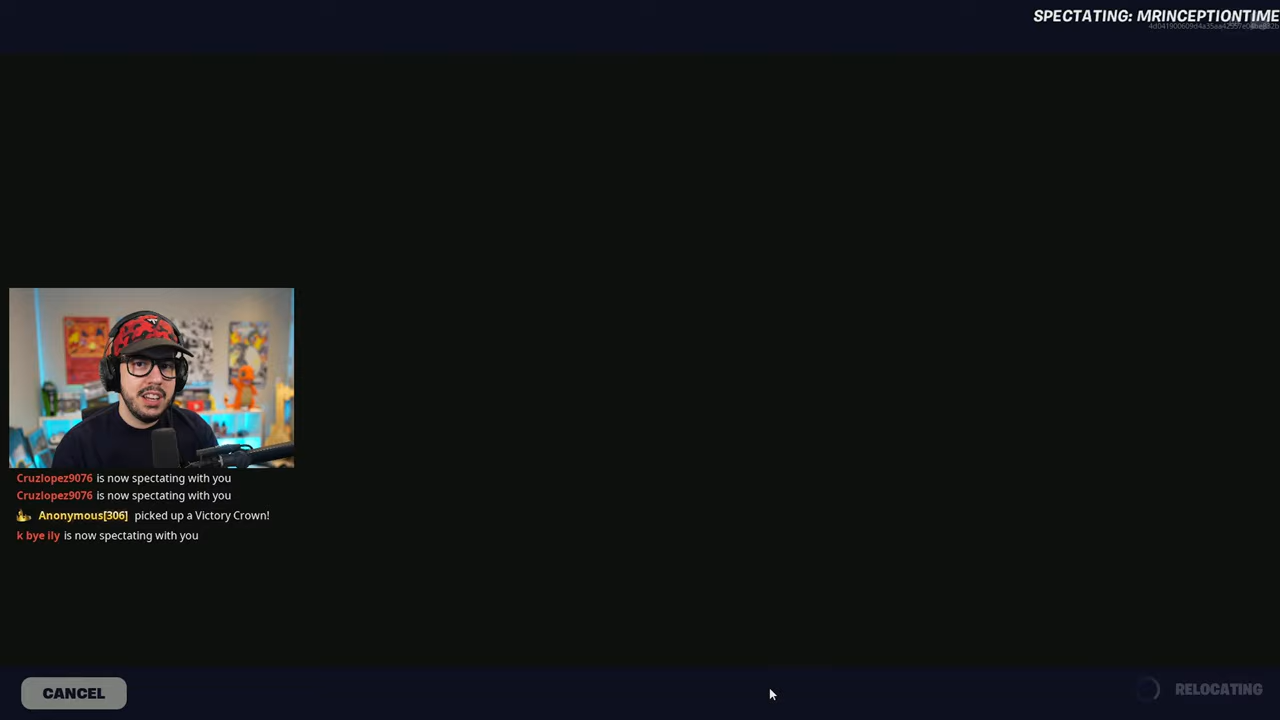 SPECTATING: MRINCEPTIONTIME
Cruzlopez9076 is now spectating with you
Cruzlopez9076 is now spectating with you
Anonymous[306] picked up a Victory Crown!
k bye ily is now spectating with you
CANCEL
RELOCATING